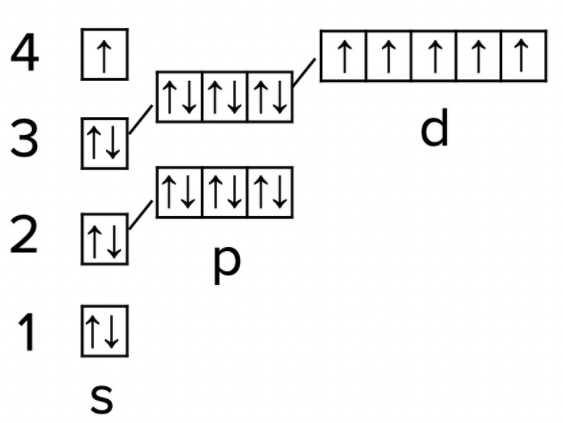 4 ↑ ↑ ↑ ↑ ↑ ↑
↑↓ ↑↓ ↑↓
3 ↑↓ d
↑↓ ↑↓ ↑↓
2 ↑↓
p
1 ↑↓
s